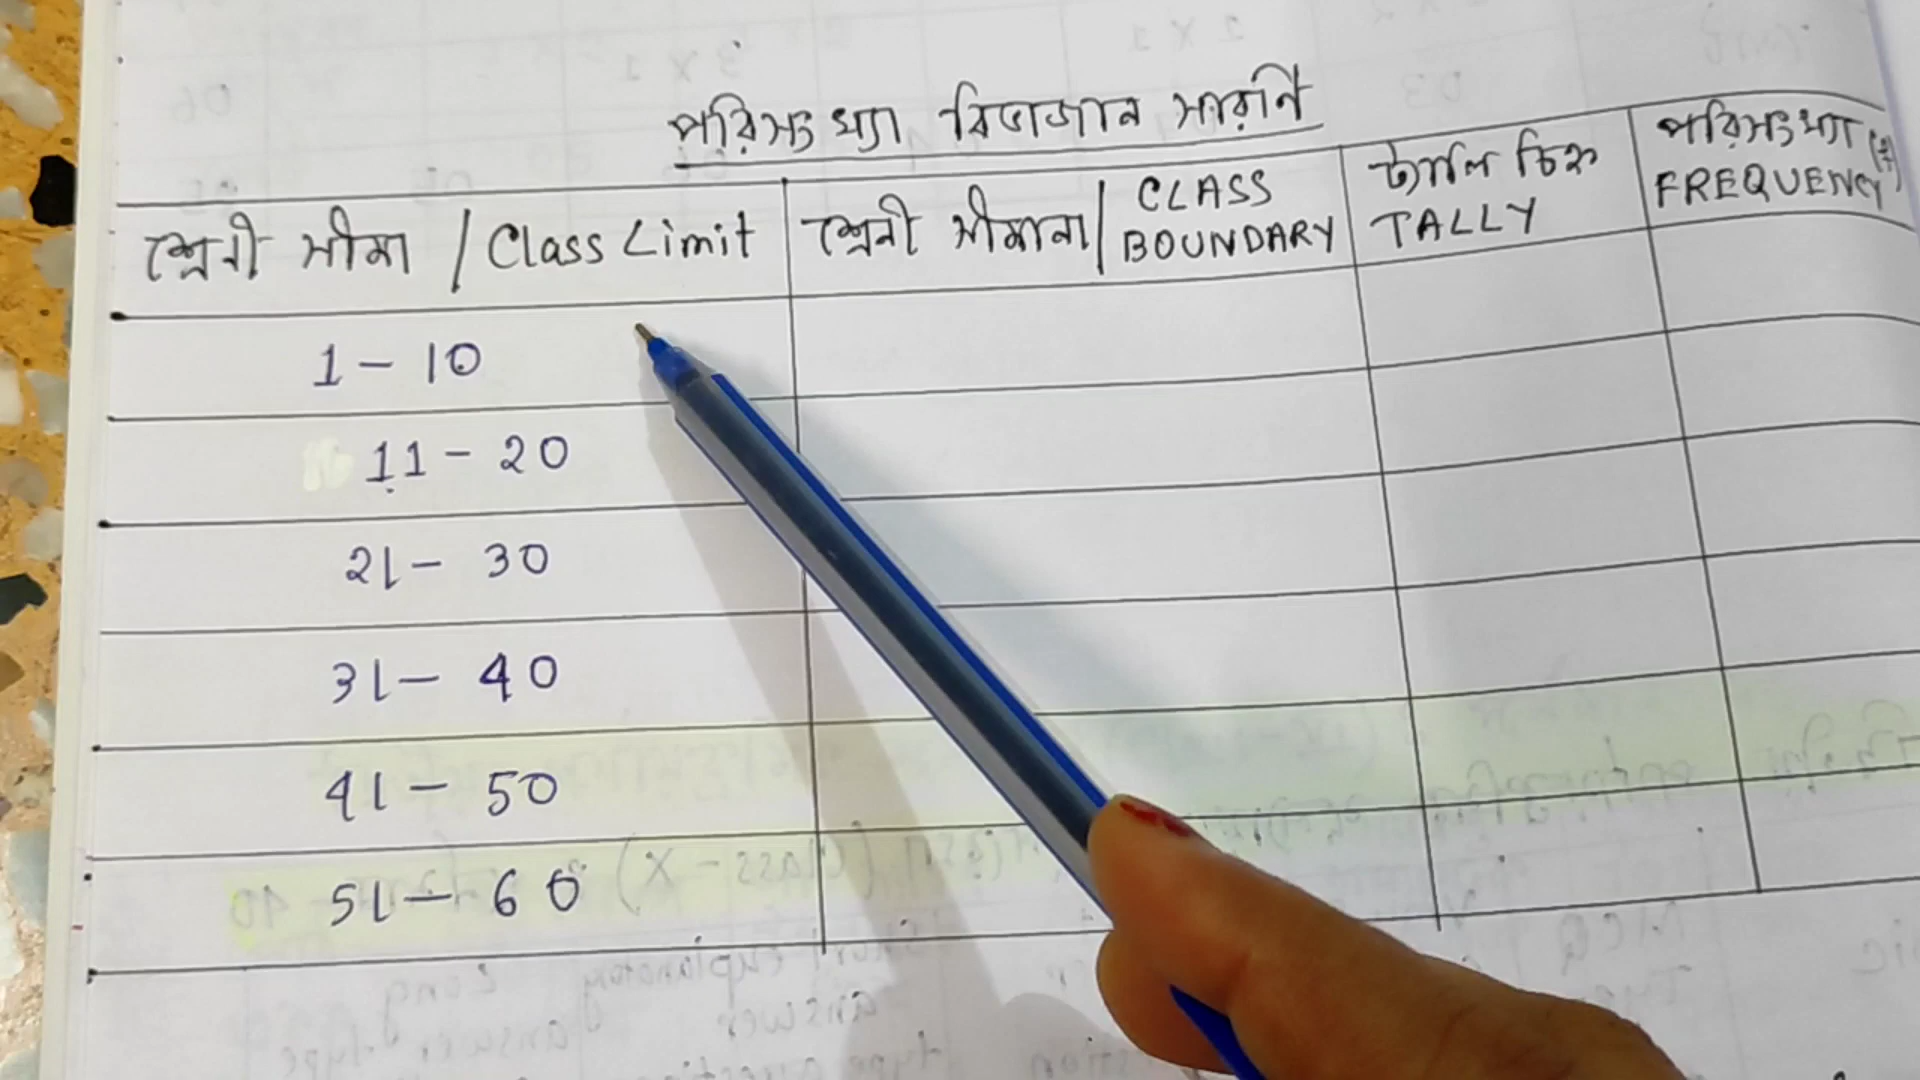 পরিসংখ্যা বিভাজন সারণি
শ্রেনী সীমা / Class Limit
শ্রেনী সীমানা / CLASS BOUNDARY
ট্যালি চিহ্ন
TALLY
পরিসংখ্যা (f)
FREQUENCY
1 - 10
11 - 20
21 - 30
31 - 40
41 - 50
51 - 60